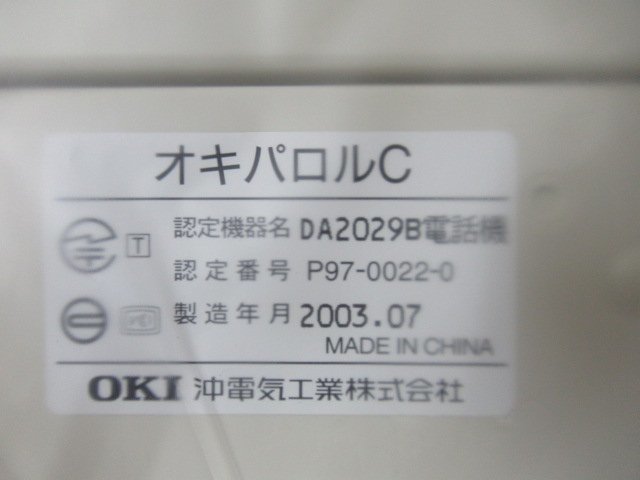 オキパロルC
認定機器名 DA2029B電話機
T 認定番号 P97-0022-0
製造年月 2003.07
MADE IN CHINA
OKI 沖電気工業株式会社